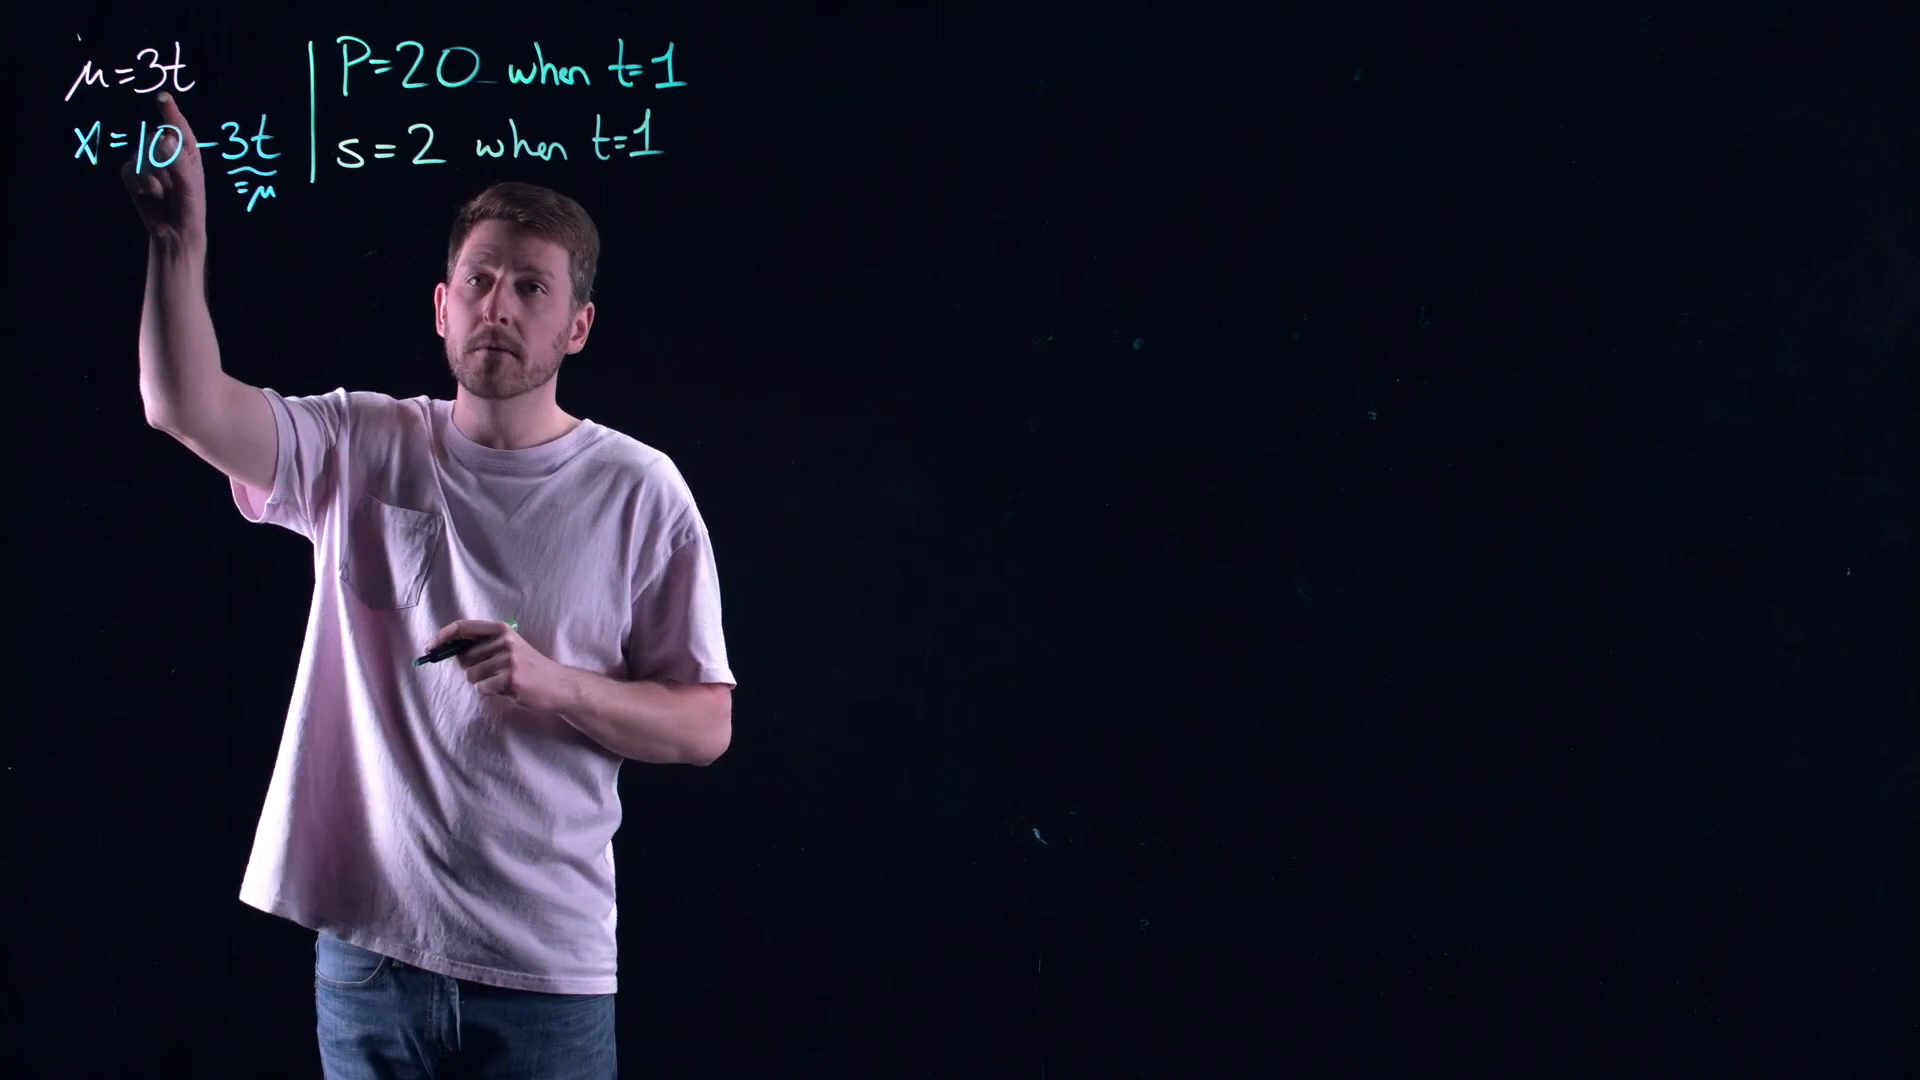 μ=3t
x=10-3t
=μ
P=20 when t=1
s=2 when t=1